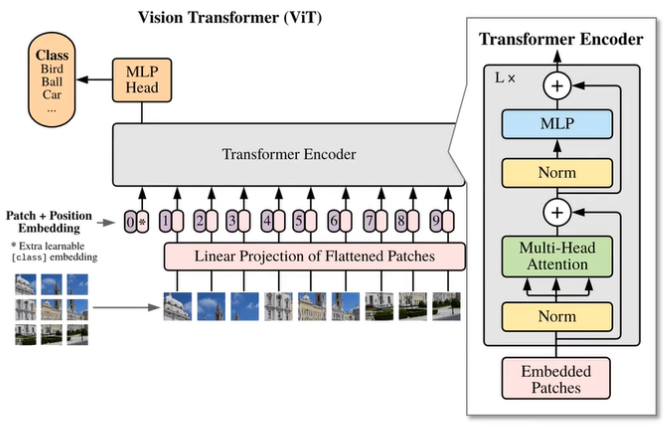 Vision Transformer (ViT)
Class
Bird
Ball
Car
...
MLP
Head
Transformer Encoder
Patch + Position
Embedding
* Extra learnable
[class] embedding
0 * 1 2 3 4 5 6 7 8 9
Linear Projection of Flattened Patches
Transformer Encoder
L x
+
MLP
Norm
+
Multi-Head
Attention
Norm
Embedded
Patches